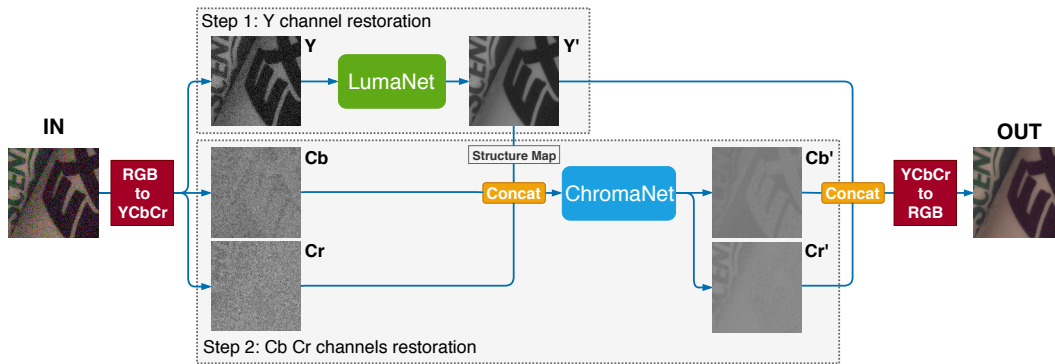 Step 1: Y channel restoration
Y
Y'
LumaNet
IN
OUT
RGB
to
YCbCr
Cb
Structure Map
Cb'
Concat
ChromaNet
Concat
YCbCr
to
RGB
Cr
Cr'
Step 2: Cb Cr channels restoration
SCENT